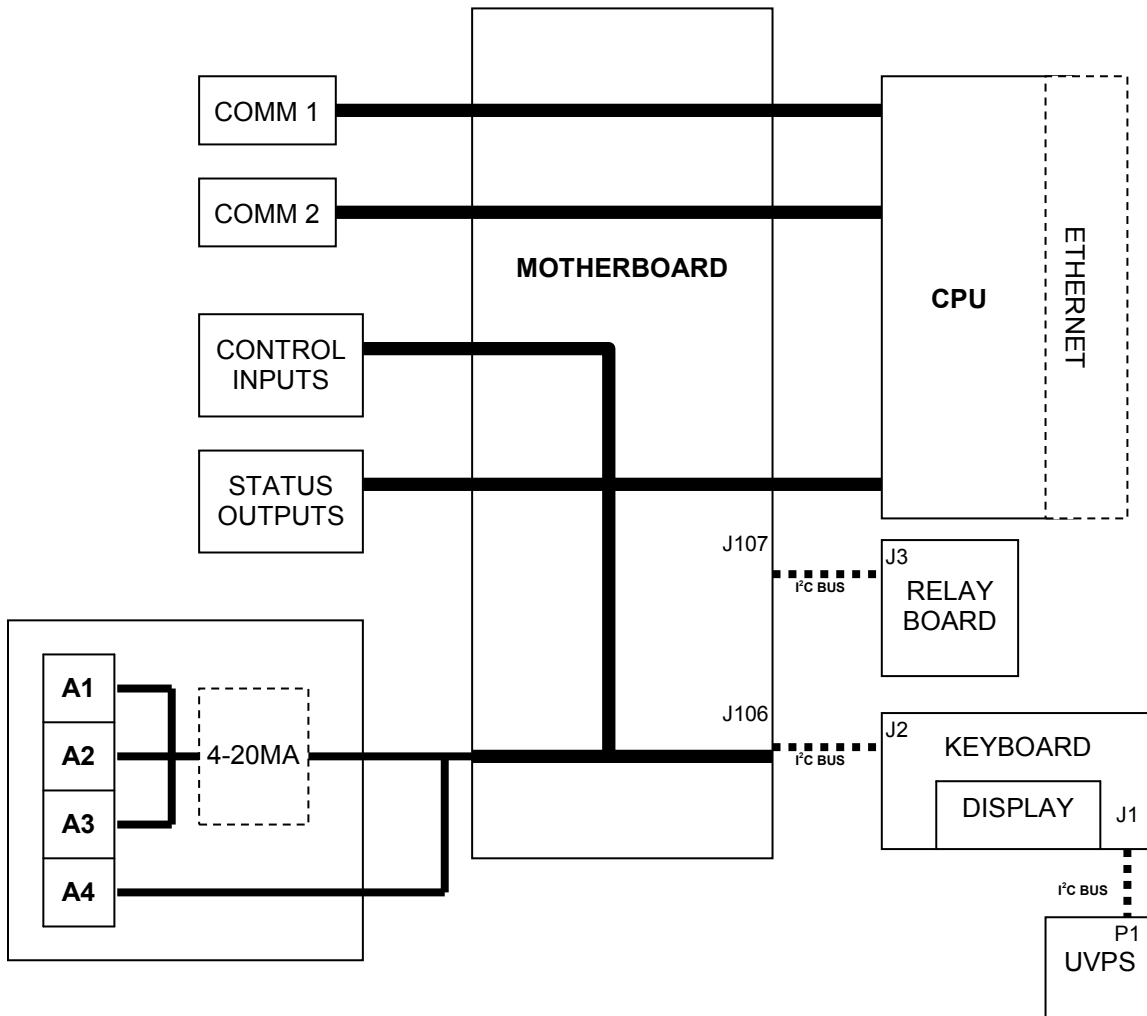 COMM 1
COMM 2
MOTHERBOARD
CPU
ETHERNET
CONTROL
INPUTS
STATUS
OUTPUTS
J107
I²C BUS
J3
RELAY
BOARD
A1
A2
A3
A4
4-20MA
J106
I²C BUS
J2
KEYBOARD
DISPLAY
J1
I²C BUS
P1
UVPS